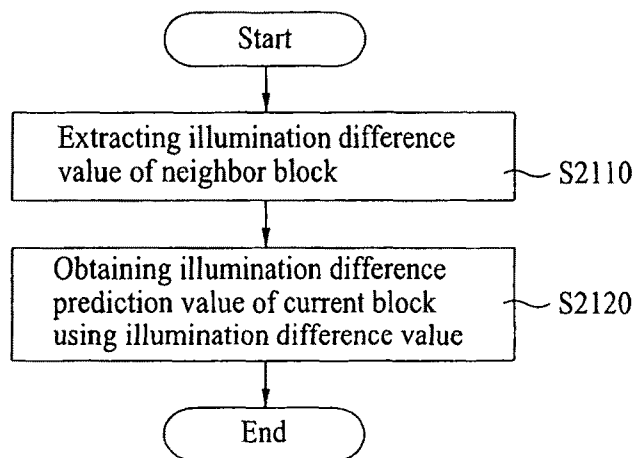 Start
Extracting illumination difference
value of neighbor block
S2110
Obtaining illumination difference
prediction value of current block
using illumination difference value
S2120
End